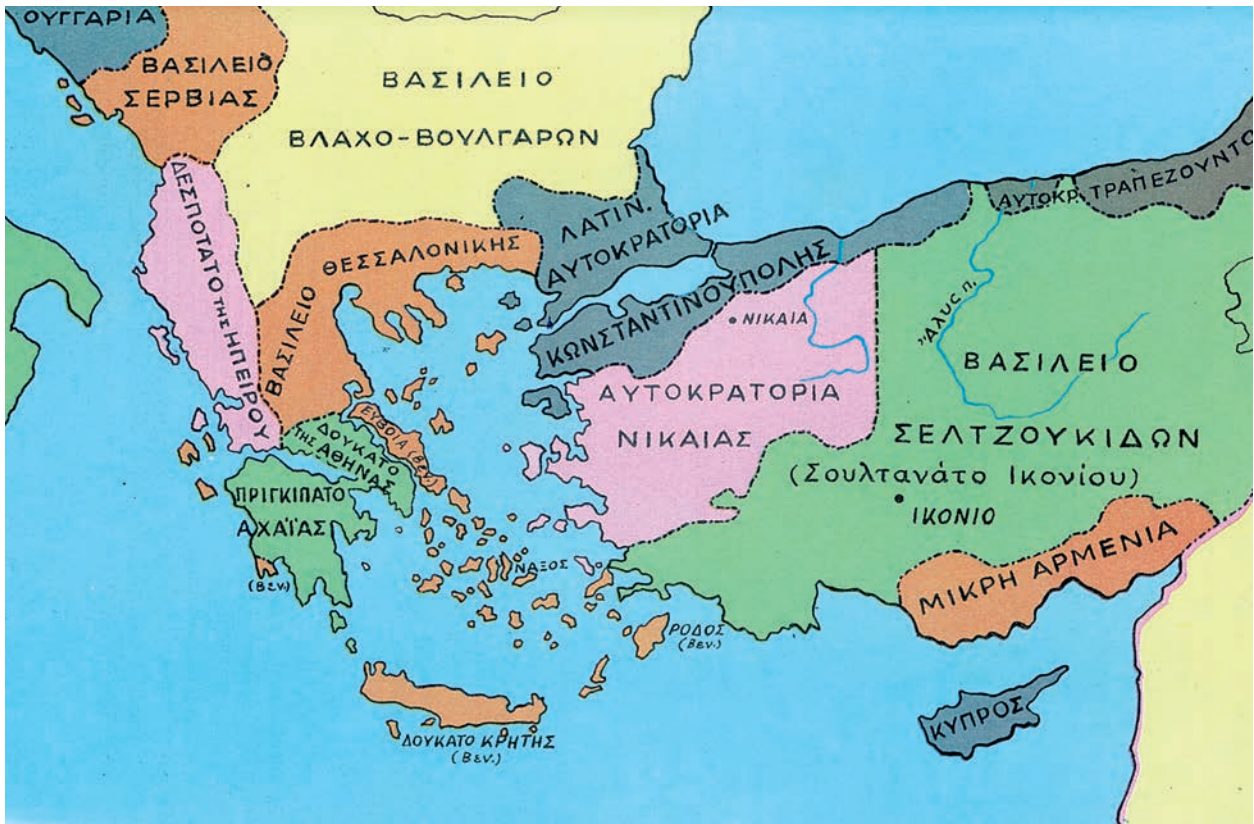 ΟΥΓΓΑΡΙΑ
ΒΑΣΙΛΕΙΟ
ΣΕΡΒΙΑΣ
ΒΑΣΙΛΕΙΟ
ΒΛΑΧΟ-ΒΟΥΛΓΑΡΩΝ
ΔΕΣΠΟΤΑΤΟ ΤΗΣ ΗΠΕΙΡΟΥ
ΒΑΣΙΛΕΙΟ ΘΕΣΣΑΛΟΝΙΚΗΣ
ΛΑΤΙΝ.
ΑΥΤΟΚΡΑΤΟΡΙΑ
ΚΩΝΣΤΑΝΤΙΝΟΥΠΟΛΗΣ
ΑΥΤΟΚΡ. ΤΡΑΠΕΖΟΥΝΤΟ
ΝΙΚΑΙΑ
ΑΥΤΟΚΡΑΤΟΡΙΑ
ΝΙΚΑΙΑΣ
Ἅλυς π.
ΒΑΣΙΛΕΙΟ
ΣΕΛΤΖΟΥΚΙΔΩΝ
(Σουλτανάτο Ικονίου)
ΙΚΟΝΙΟ
ΜΙΚΡΗ ΑΡΜΕΝΙΑ
ΕΥΒΟΙΑ (Βεν.)
ΔΟΥΚΑΤΟ
ΤΗΣ ΑΘΗΝΑΣ
ΠΡΙΓΚΙΠΑΤΟ
ΑΧΑΪΑΣ
(Βεν.)
ΝΑΞΟΣ
ΡΟΔΟΣ
(Βεν.)
ΔΟΥΚΑΤΟ ΚΡΗΤΗΣ
(Βεν.)
ΚΥΠΡΟΣ